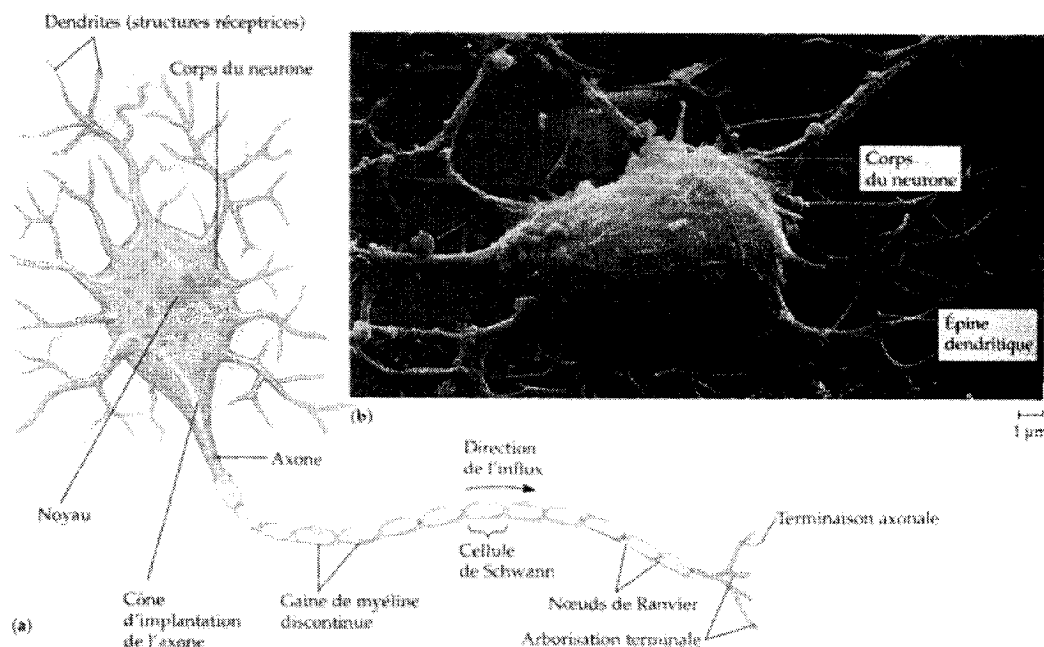 Dendrites (structures réceptrices)
Corps du neurone
Corps
du neurone
Épine
dendritique
(b)
1 µm
Direction
de l'influx
Axone
Noyau
Terminaison axonale
Cellule
de Schwann
Cône
d'implantation
de l'axone
Gaine de myéline
discontinue
Nœuds de Ranvier
(a)
Arborisation terminale